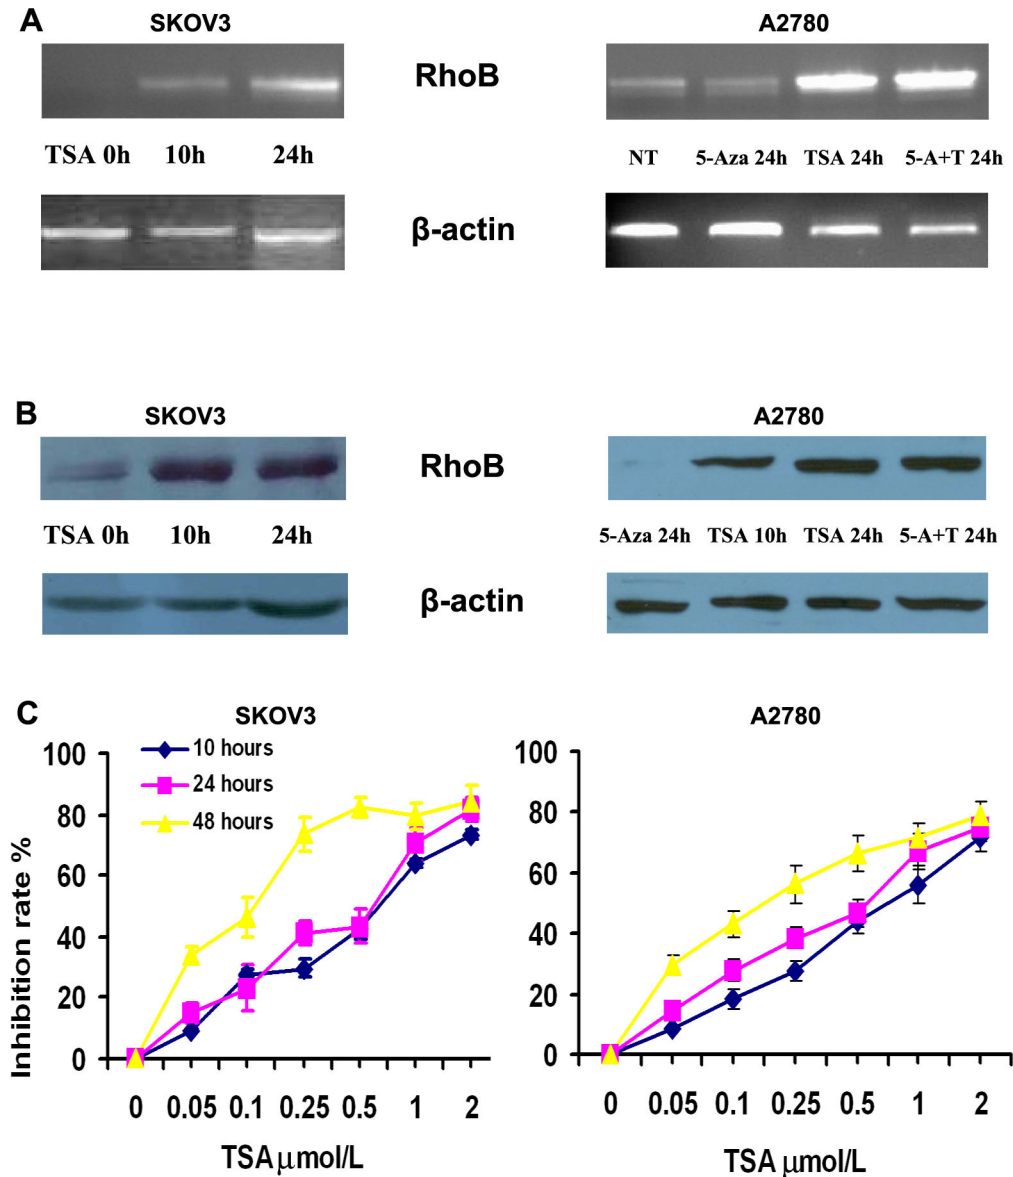 A
SKOV3
A2780
RhoB
TSA 0h 10h 24h
NT 5-Aza 24h TSA 24h 5-A+T 24h
β-actin
B
SKOV3
A2780
RhoB
TSA 0h 10h 24h
5-Aza 24h TSA 10h TSA 24h 5-A+T 24h
β-actin
C
SKOV3
10 hours
24 hours
48 hours
Inhibition rate %
100
80
60
40
20
0
0 0.05 0.1 0.25 0.5 1 2
TSA μmol/L
A2780
100
80
60
40
20
0
0 0.05 0.1 0.25 0.5 1 2
TSA μmol/L